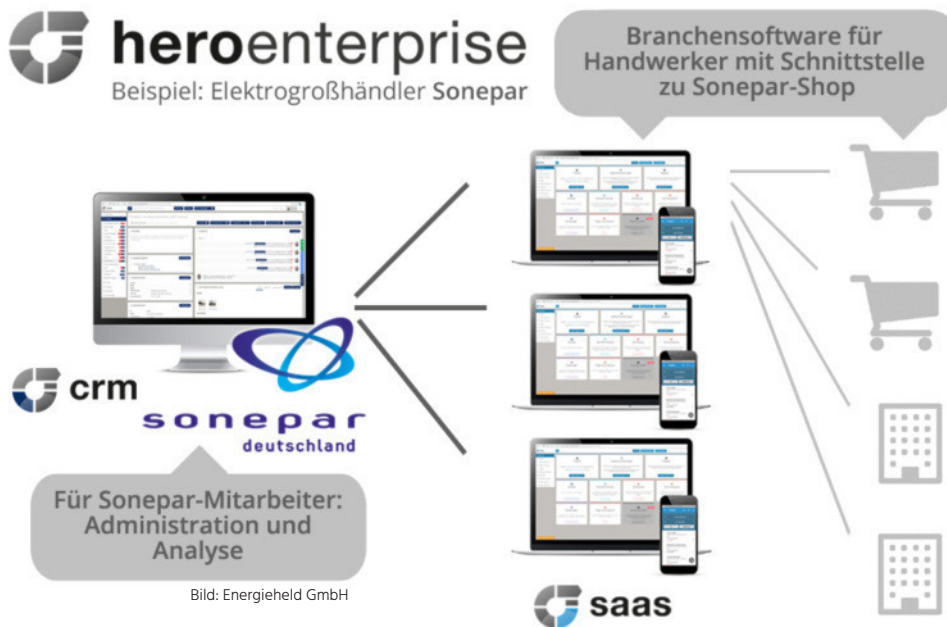 heroenterprise
Beispiel: Elektrogroßhändler Sonepar
Branchensoftware für
Handwerker mit Schnittstelle
zu Sonepar-Shop
crm
sonepar
deutschland
Für Sonepar-Mitarbeiter:
Administration und
Analyse
Bild: Energieheld GmbH
saas